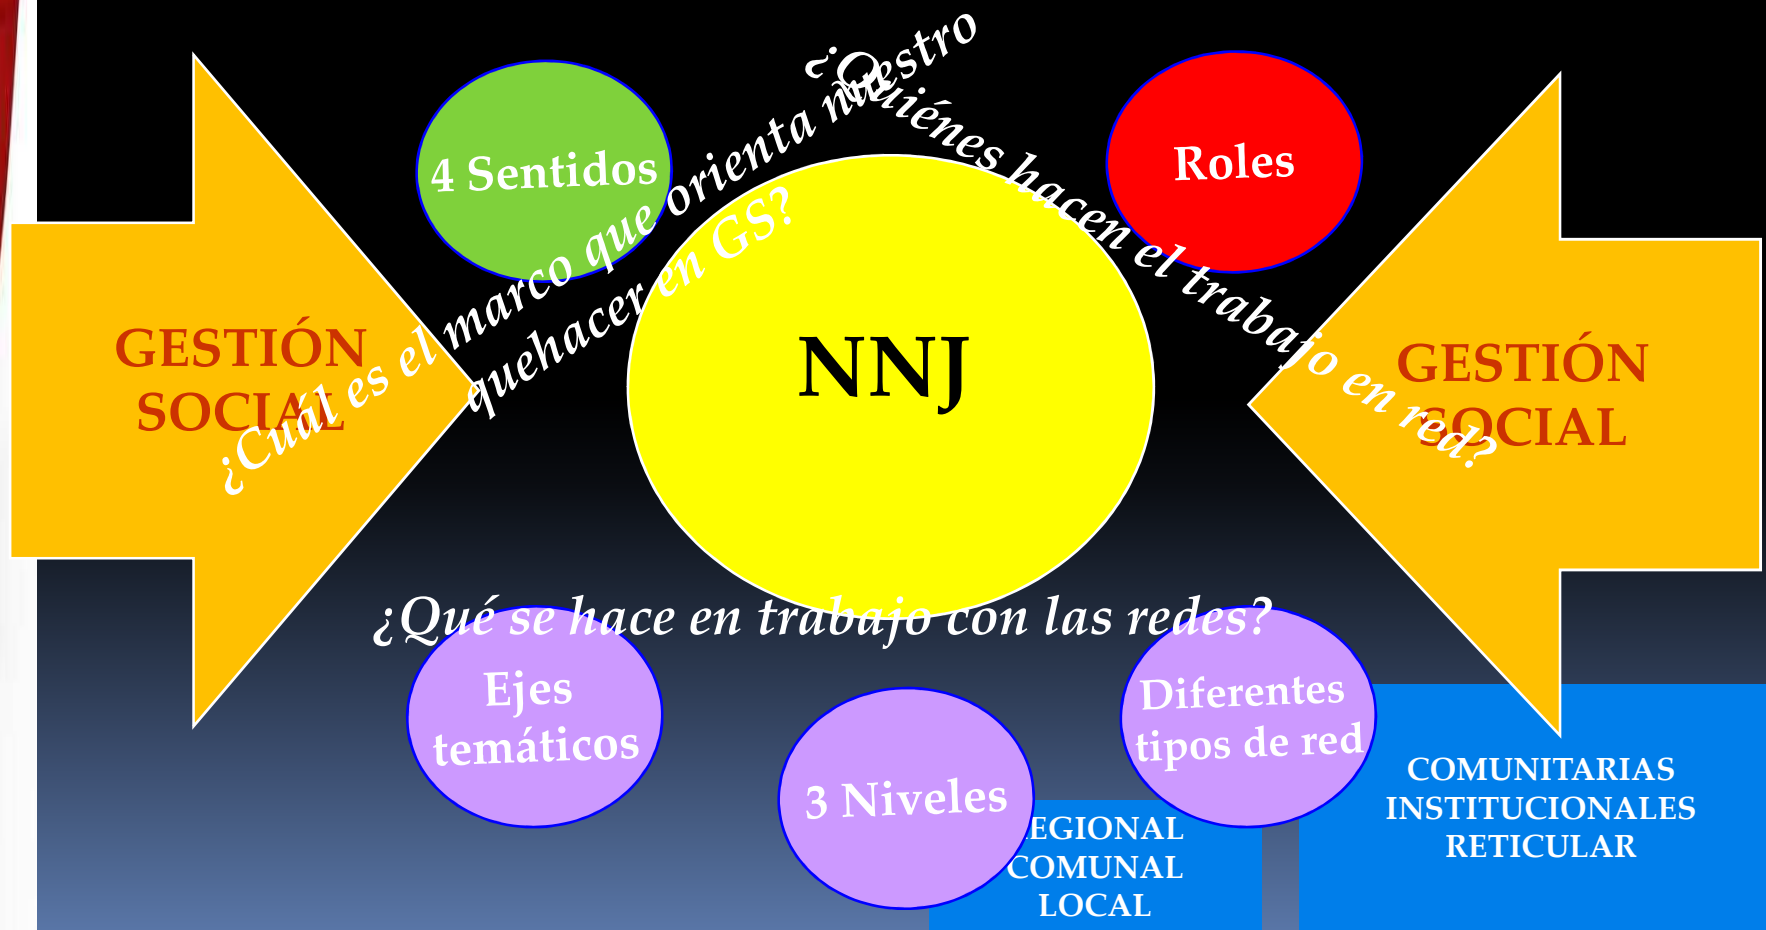 ¿Cuál es el marco que orienta nuestro
quehacer en GS?
¿Quiénes hacen el trabajo en red?
4 Sentidos
Roles
GESTIÓN
SOCIAL
NNJ
GESTIÓN
SOCIAL
¿Qué se hace en trabajo con las redes?
Ejes
temáticos
3 Niveles
Diferentes
tipos de red
EGIONAL
COMUNAL
LOCAL
COMUNITARIAS
INSTITUCIONALES
RETICULAR